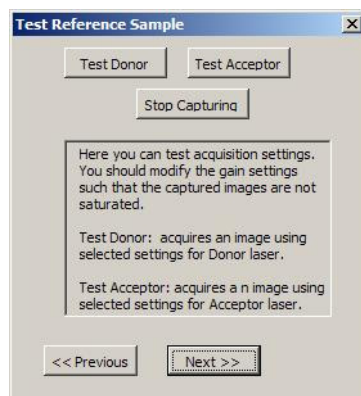 Test Reference Sample
Test Donor
Test Acceptor
Stop Capturing
Here you can test acquisition settings.
You should modify the gain settings
such that the captured images are not
saturated.
Test Donor:  acquires an image using
selected settings for Donor laser.
Test Acceptor: acquires a n image using
selected settings for Acceptor laser.
<< Previous
Next >>